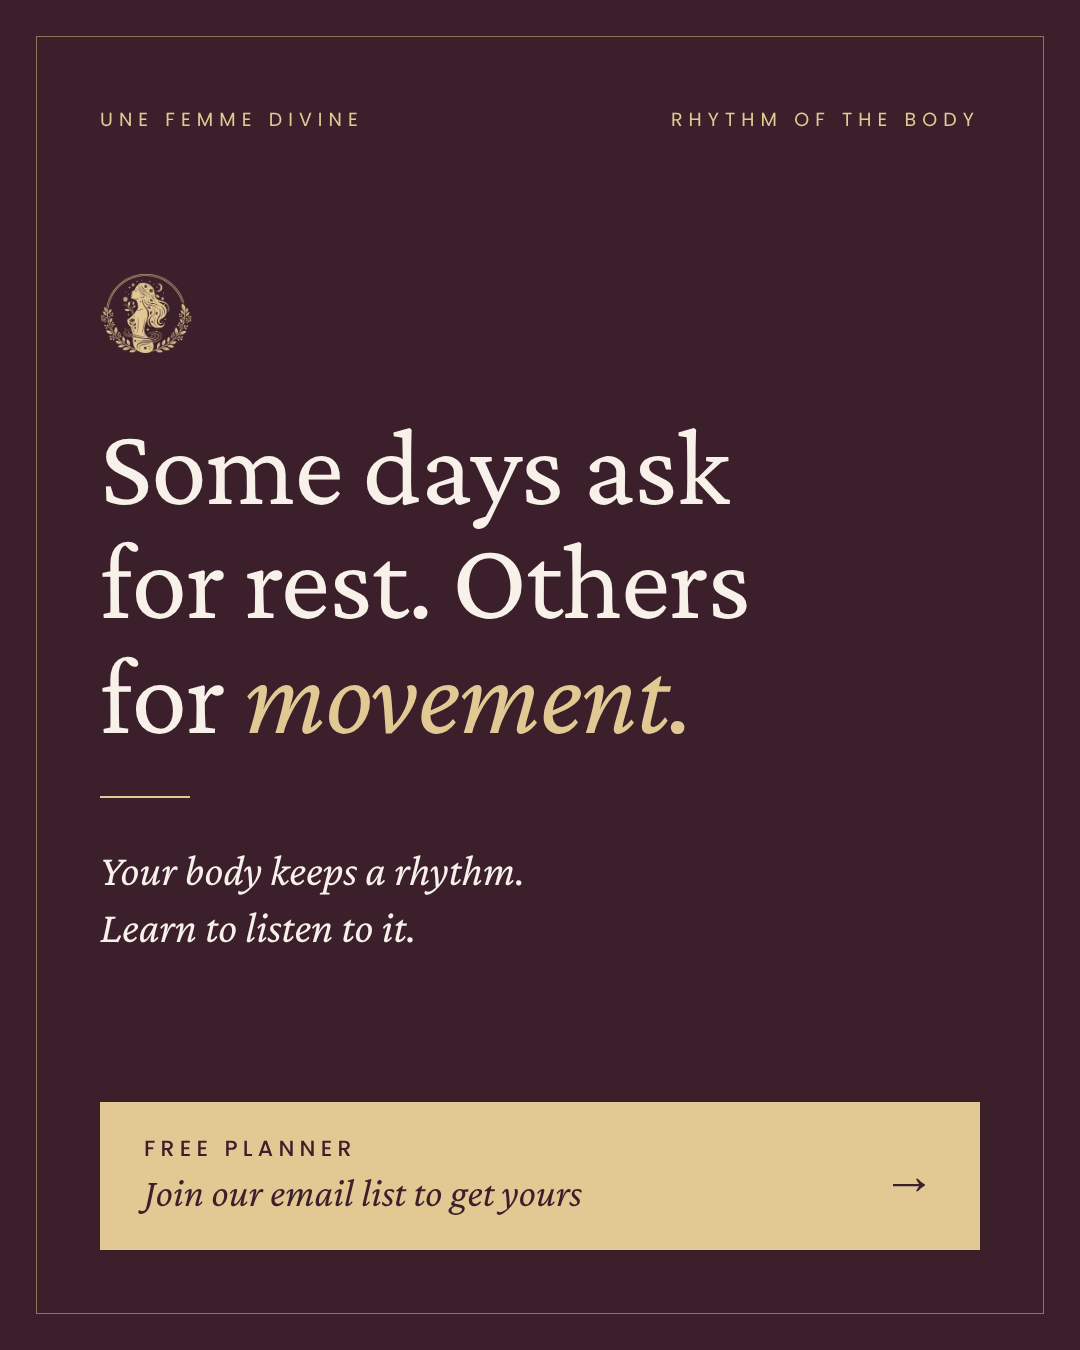 UNE FEMME DIVINE
RHYTHM OF THE BODY
Some days ask
for rest. Others
for movement.
Your body keeps a rhythm.
Learn to listen to it.
FREE PLANNER
Join our email list to get yours
→